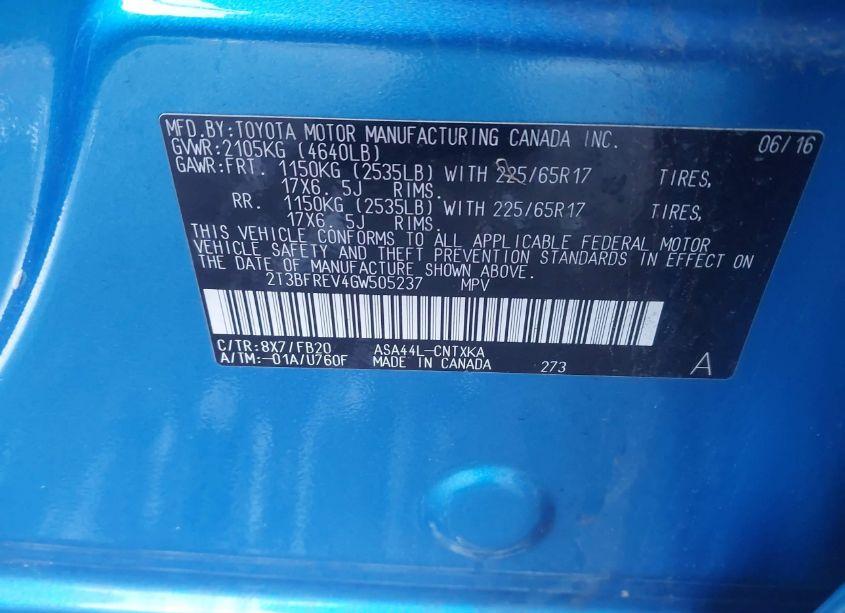 MFD.BY:TOYOTA MOTOR MANUFACTURING CANADA INC. 06/16
GVWR:2105KG (4640LB)
GAWR:FRT. 1150KG (2535LB) WITH 225/65R17 TIRES,
17X6.5J RIMS.
RR. 1150KG (2535LB) WITH 225/65R17 TIRES,
17X6.5J RIMS.
THIS VEHICLE CONFORMS TO ALL APPLICABLE FEDERAL MOTOR
VEHICLE SAFETY AND THEFT PREVENTION STANDARDS IN EFFECT ON
THE DATE OF MANUFACTURE SHOWN ABOVE.
2T3BFREV4GW505237 MPV
C/TR:8X7/FB20 ASA44L-CNTXKA
A/TM:-01A/U760F MADE IN CANADA 273 A